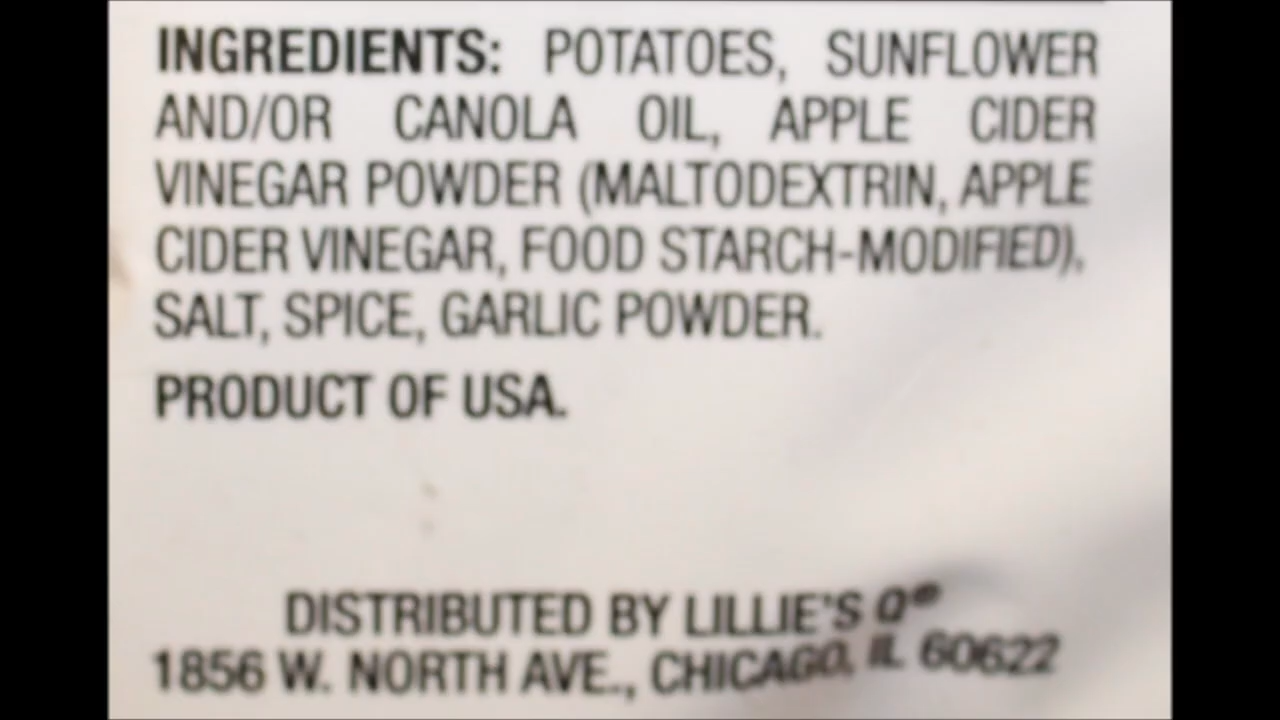 INGREDIENTS: POTATOES, SUNFLOWER
AND/OR CANOLA OIL, APPLE CIDER
VINEGAR POWDER (MALTODEXTRIN, APPLE
CIDER VINEGAR, FOOD STARCH-MODIFIED),
SALT, SPICE, GARLIC POWDER.
PRODUCT OF USA.
DISTRIBUTED BY LILLIE'S Q®
1856 W. NORTH AVE., CHICAGO, IL 60622